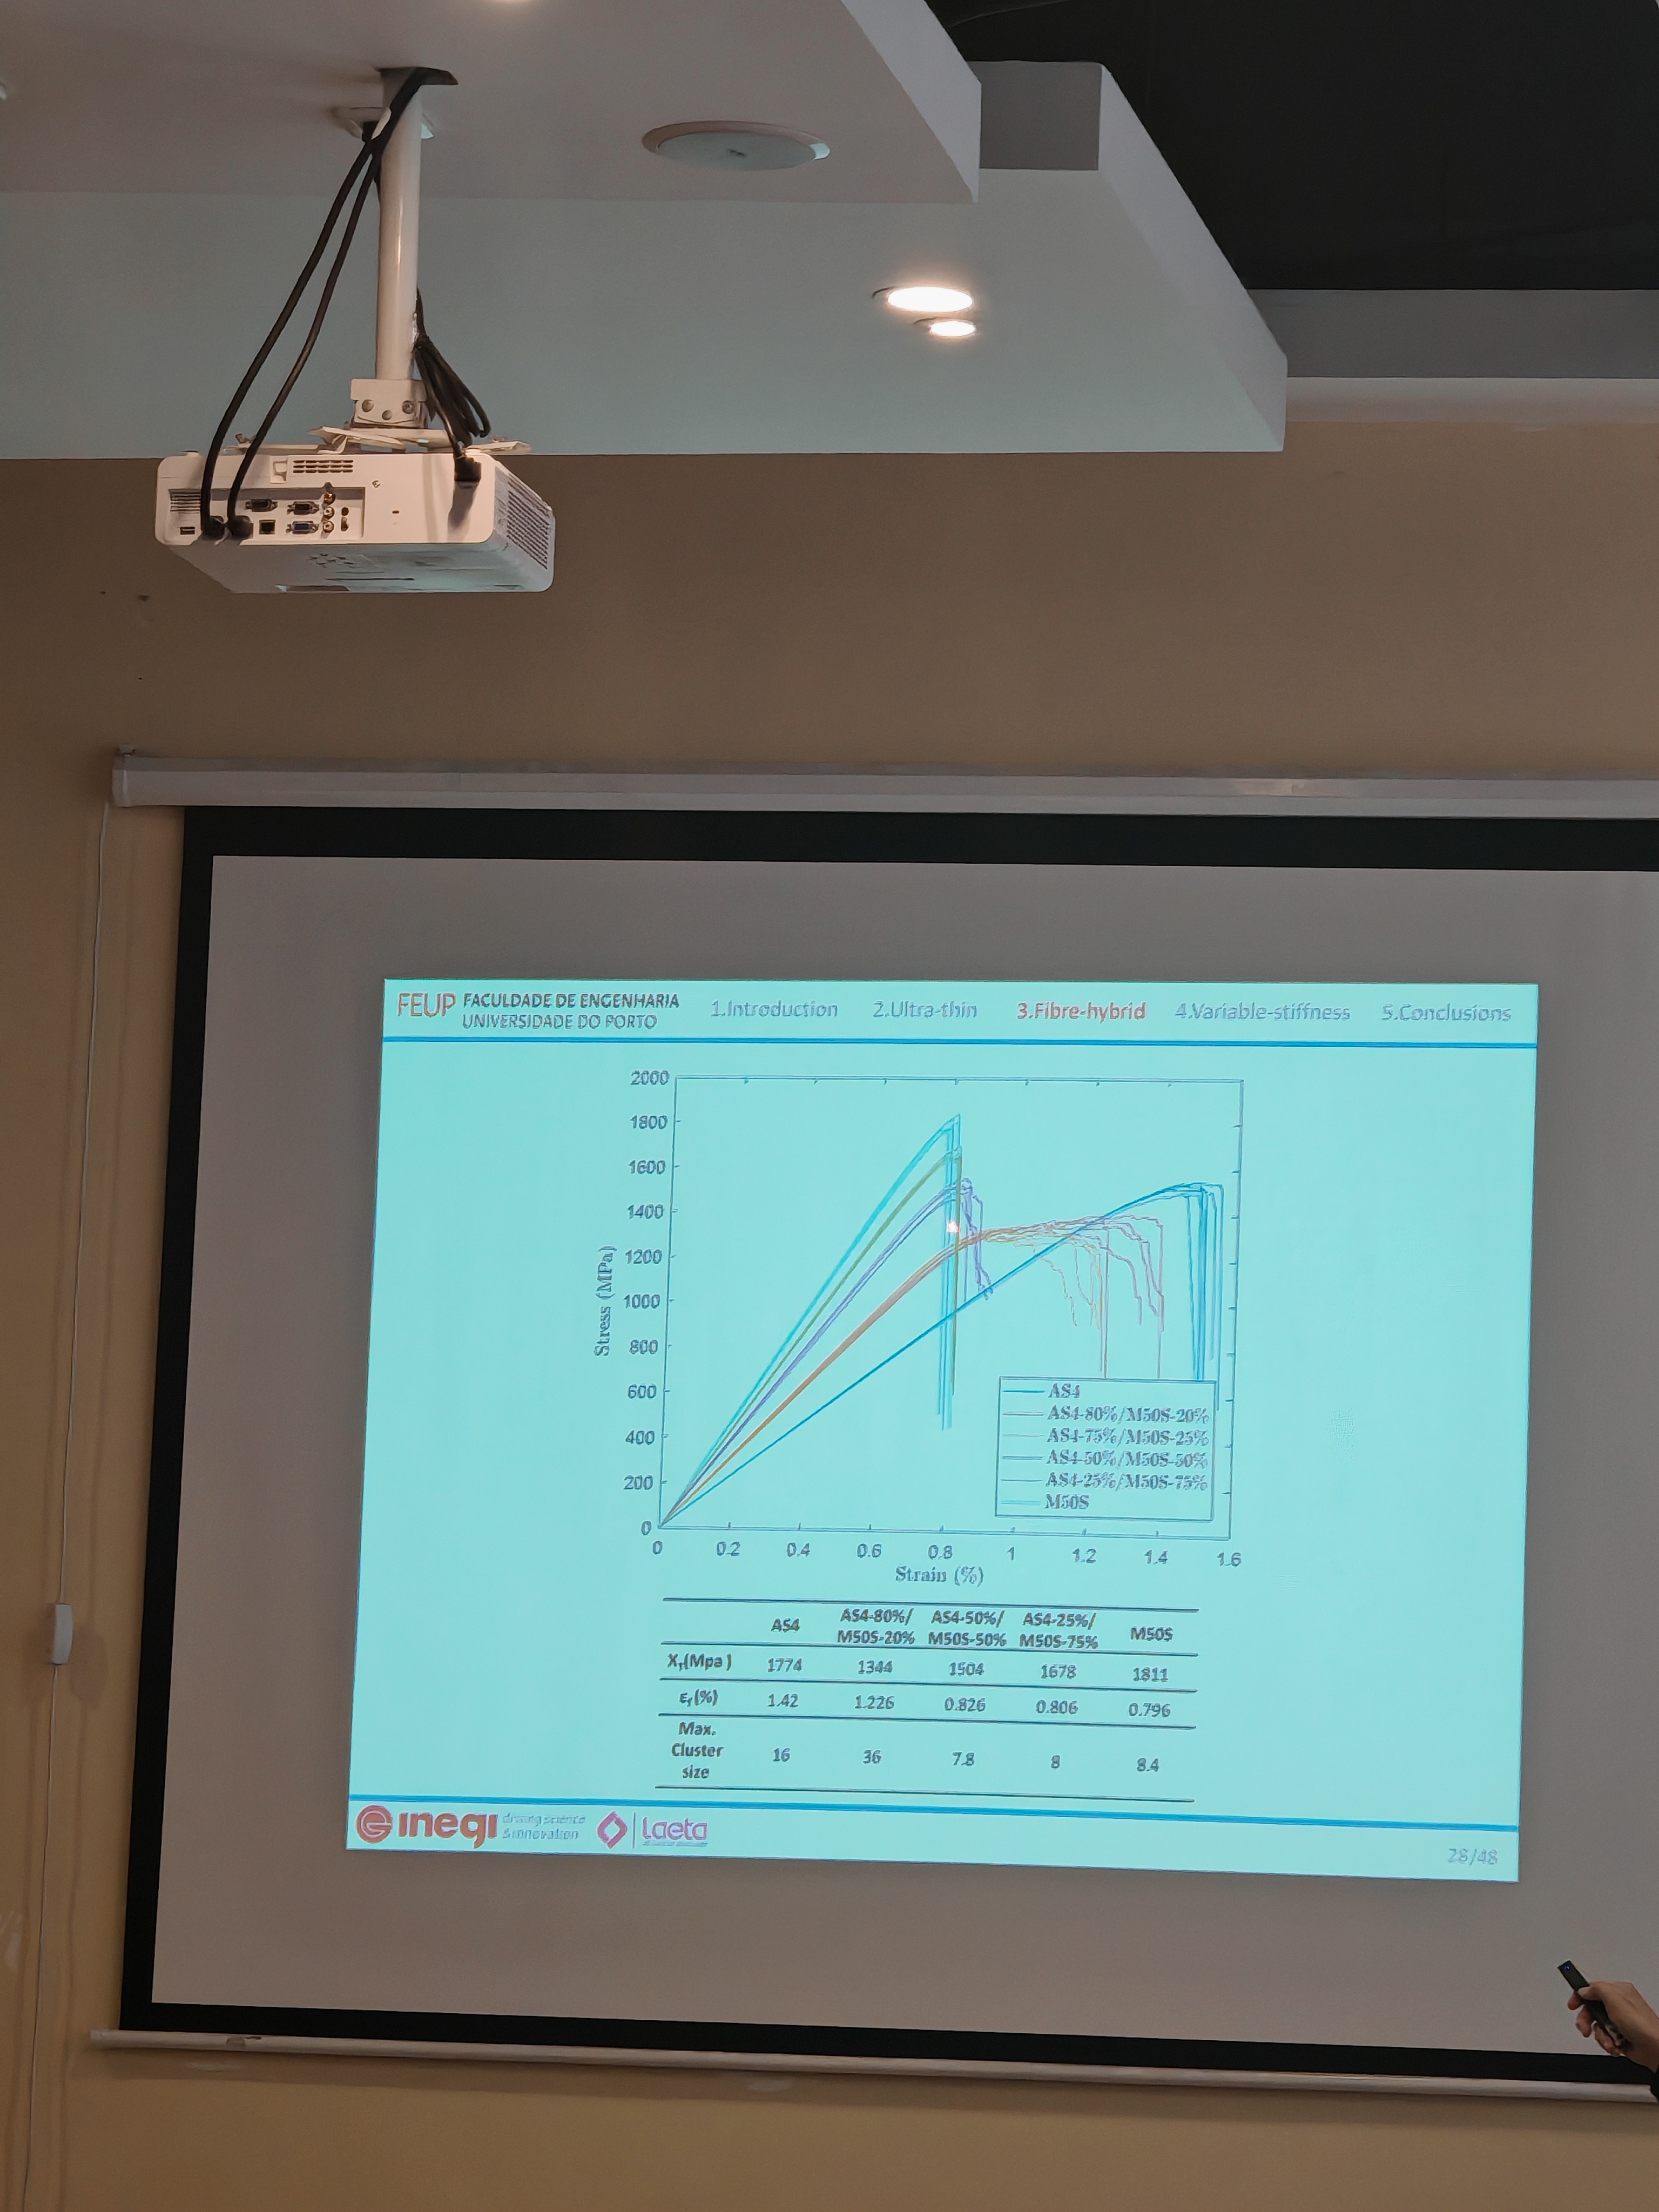 FEUP FACULDADE DE ENGENHARIA
UNIVERSIDADE DO PORTO
1.Introduction 2.Ultra-thin 3.Fibre-hybrid 4.Variable-stiffness 5.Conclusions
2000
1800
1600
1400
1200
1000
800
600
400
200
0
Stress (MPa)
0 0.2 0.4 0.6 0.8 1 1.2 1.4 1.6
Strain (%)
AS4
AS4-80%/M50S-20%
AS4-75%/M50S-25%
AS4-50%/M50S-50%
AS4-25%/M50S-75%
M50S
AS4 AS4-80%/ M50S-20% AS4-50%/ M50S-50% AS4-25%/ M50S-75% M50S
XT(Mpa) 1774 1344 1504 1678 1811
εf(%) 1.42 1.226 0.826 0.806 0.796
Max.
Cluster
size
16 36 7.8 8 8.4
inegi driving science
& innovation
laeta
28/48